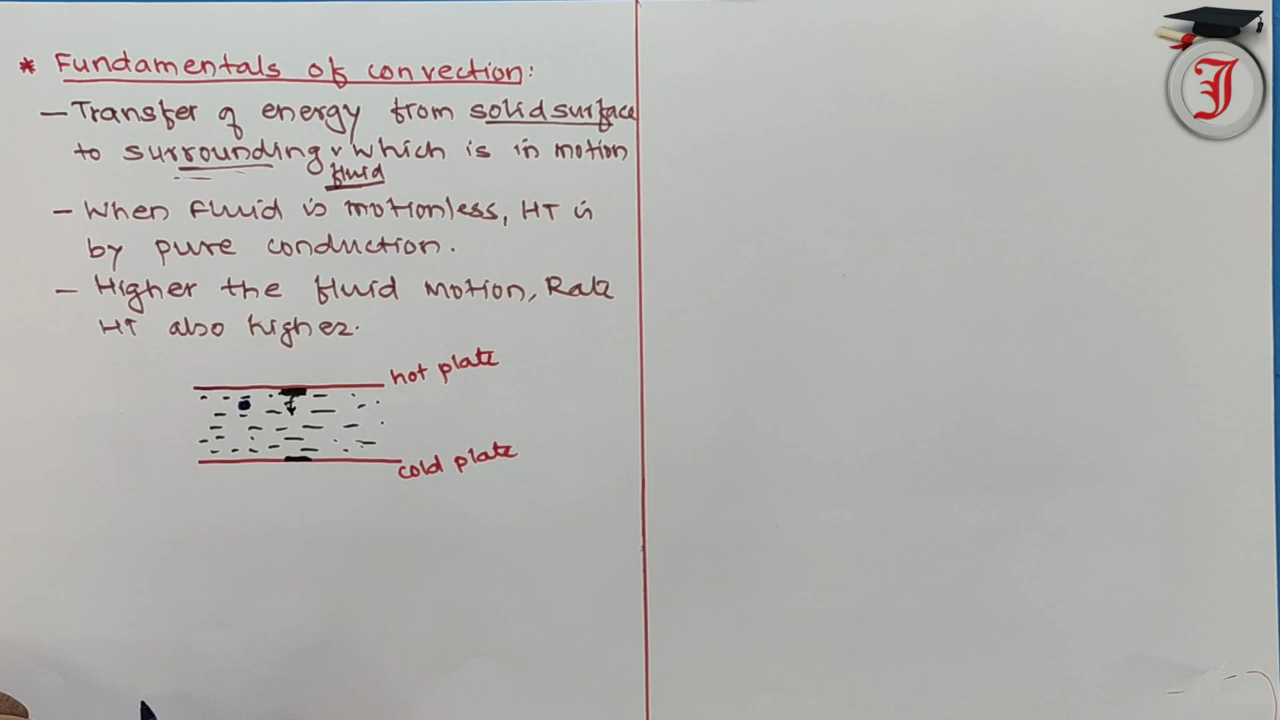 * Fundamentals of convection:
- Transfer of energy from solid surface
to surrounding fluid which is in motion
- When fluid is motionless, HT is
by pure conduction.
- Higher the fluid motion, Rate
HT also higher.
hot plate
cold plate
J